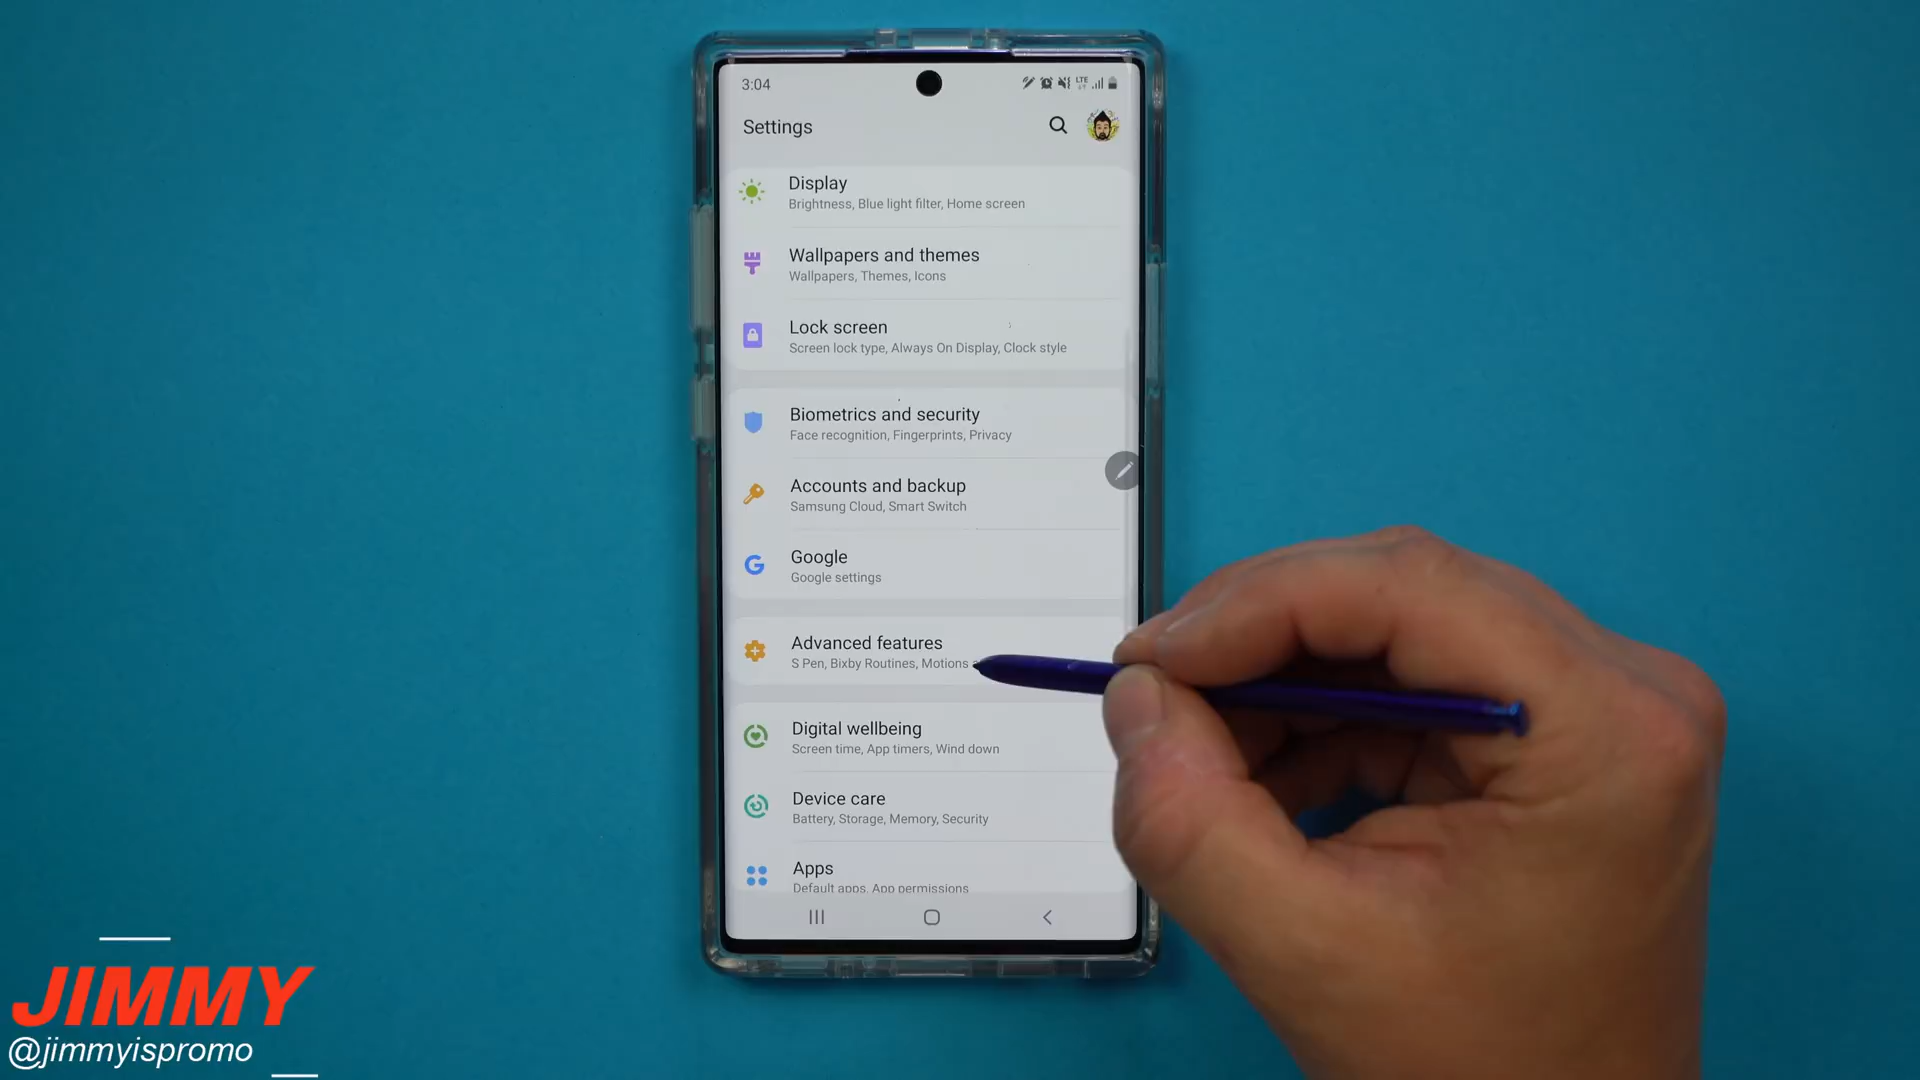 3:04
LTE
Settings
Display
Brightness, Blue light filter, Home screen
Wallpapers and themes
Wallpapers, Themes, Icons
Lock screen
Screen lock type, Always On Display, Clock style
Biometrics and security
Face recognition, Fingerprints, Privacy
Accounts and backup
Samsung Cloud, Smart Switch
Google
Google settings
Advanced features
S Pen, Bixby Routines, Motions
Digital wellbeing
Screen time, App timers, Wind down
Device care
Battery, Storage, Memory, Security
Apps
Default apps, App permissions
JIMMY
@jimmyispromo